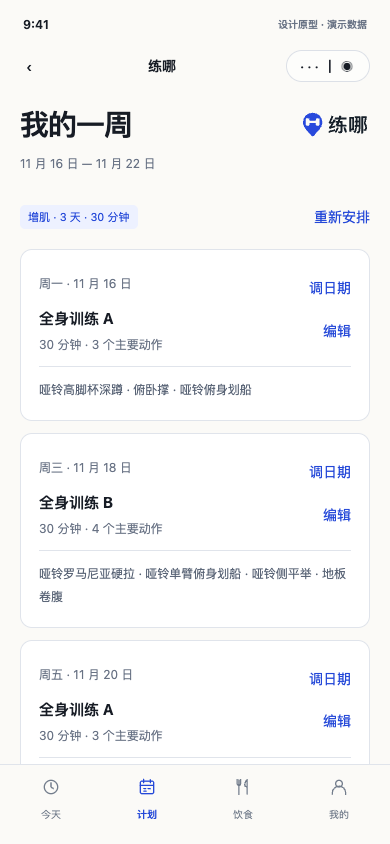 9:41
设计原型 · 演示数据
‹
练哪
我的一周
练哪
11 月 16 日 — 11 月 22 日
增肌 · 3 天 · 30 分钟
重新安排
周一 · 11 月 16 日
调日期
全身训练 A
编辑
30 分钟 · 3 个主要动作
哑铃高脚杯深蹲 · 俯卧撑 · 哑铃俯身划船
周三 · 11 月 18 日
调日期
全身训练 B
编辑
30 分钟 · 4 个主要动作
哑铃罗马尼亚硬拉 · 哑铃单臂俯身划船 · 哑铃侧平举 · 地板
卷腹
周五 · 11 月 20 日
调日期
全身训练 A
编辑
30 分钟 · 3 个主要动作
今天
计划
饮食
我的